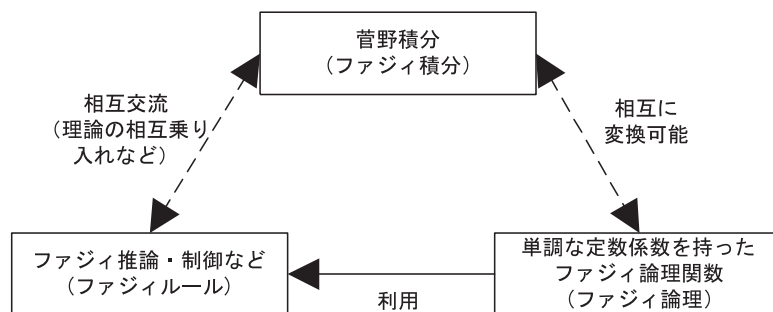 菅野積分
（ファジィ積分）
相互交流
（理論の相互乗り
入れなど）
相互に
変換可能
ファジィ推論・制御など
（ファジィルール）
利用
単調な定数係数を持った
ファジィ論理関数
（ファジィ論理）